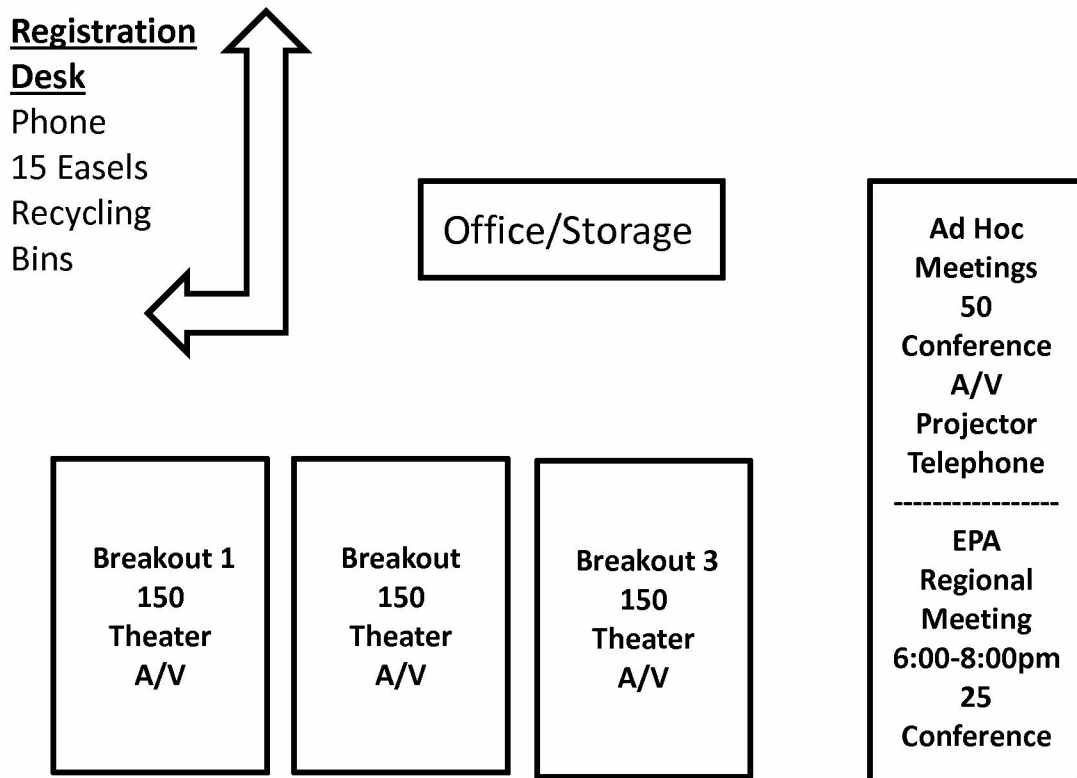 Registration
Desk
Phone
15 Easels
Recycling
Bins
Office/Storage
Ad Hoc
Meetings
50
Conference
A/V
Projector
Telephone
-----------------
EPA
Regional
Meeting
6:00-8:00pm
25
Conference
Breakout 1
150
Theater
A/V
Breakout
150
Theater
A/V
Breakout 3
150
Theater
A/V